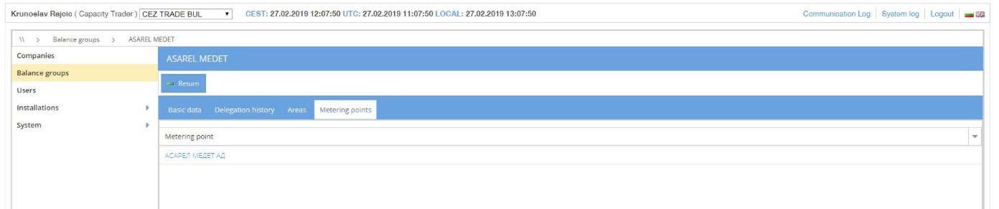 Krunoslav Rajcic ( Capacity Trader ) CEZ TRADE BUL CEST: 27.02.2019 12:07:50 UTC: 27.02.2019 11:07:50 LOCAL: 27.02.2019 13:07:50 Communication Log System log Logout
\\ > Balance groups > ASAREL MEDET
Companies
Balance groups
Users
Installations
System
ASAREL MEDET
Return
Basic data Delegation history Areas Metering points
Metering point
АСАРЕЛ МЕДЕТ АД